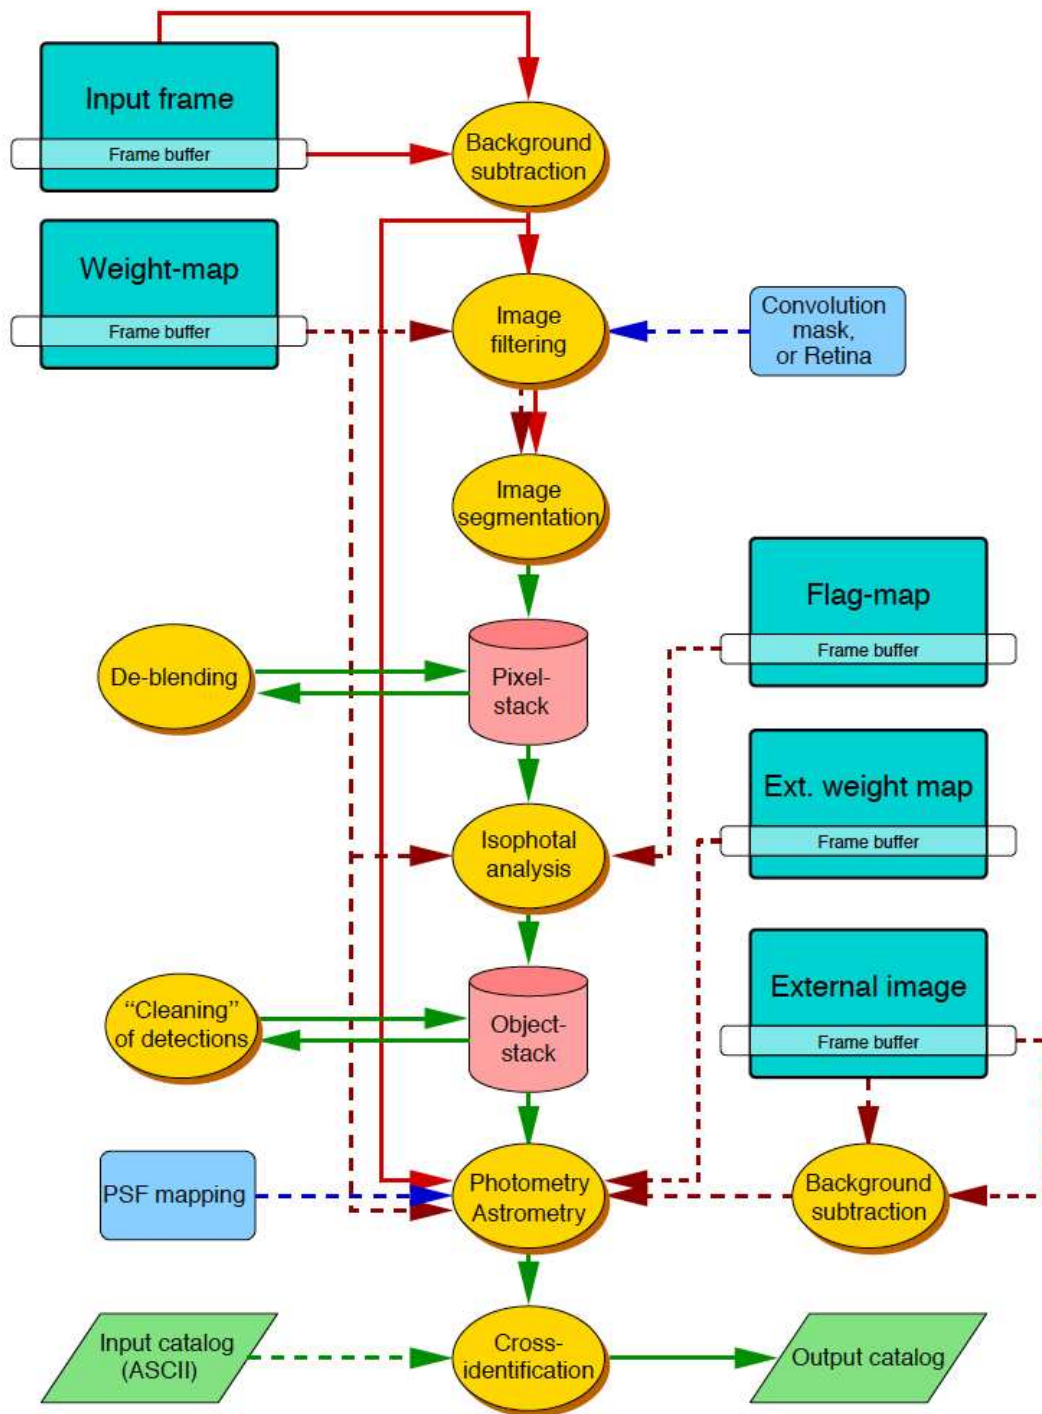 Input frame
Frame buffer
Background
subtraction
Weight-map
Frame buffer
Image
filtering
Convolution
mask,
or Retina
Image
segmentation
Flag-map
Frame buffer
De-blending
Pixel-
stack
Ext. weight map
Frame buffer
Isophotal
analysis
External image
Frame buffer
“Cleaning”
of detections
Object-
stack
PSF mapping
Photometry
Astrometry
Background
subtraction
Input catalog
(ASCII)
Cross-
identification
Output catalog